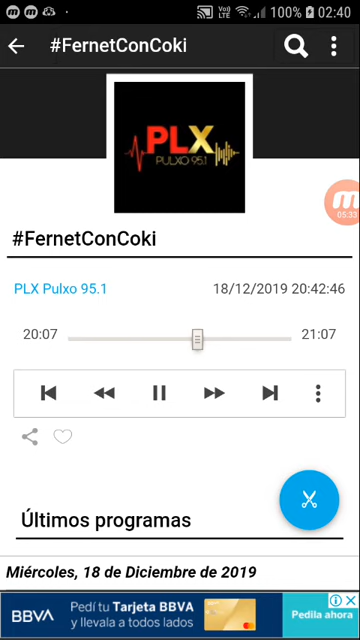 Voo) LTE 100% 02:40
#FernetConCoki
PLX
PULXO 95.1
05:33
#FernetConCoki
PLX Pulxo 95.1 18/12/2019 20:42:46
20:07 21:07
Últimos programas
Miércoles, 18 de Diciembre de 2019
BBVA Pedí tu Tarjeta BBVA y llevala a todos lados Pedila ahora